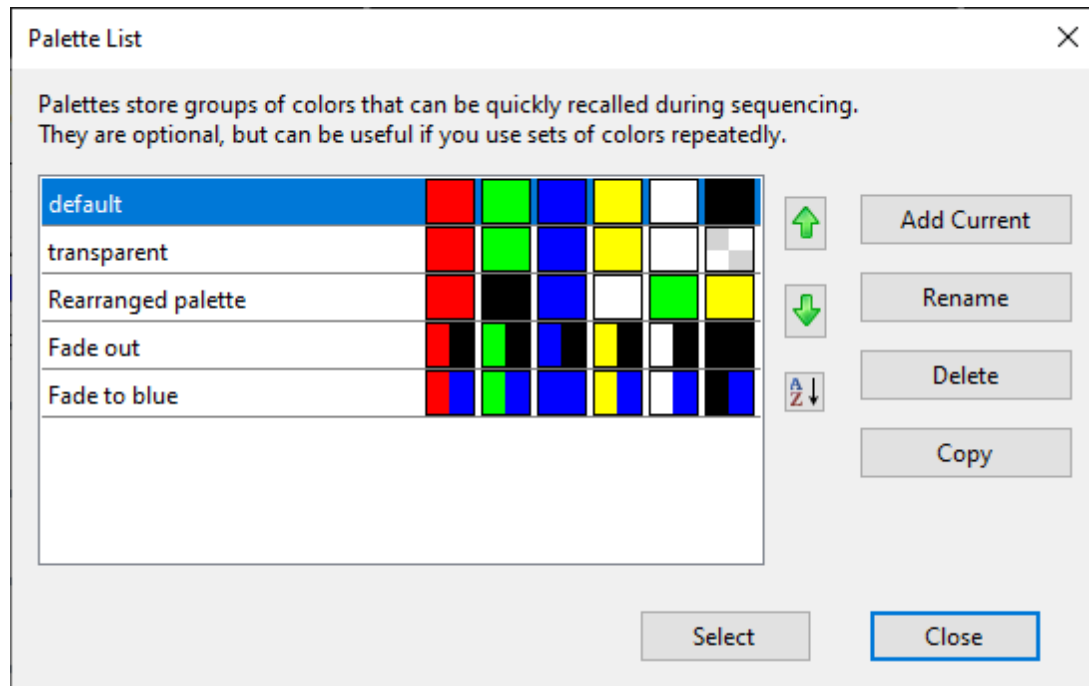 Palette List
Palettes store groups of colors that can be quickly recalled during sequencing.
They are optional, but can be useful if you use sets of colors repeatedly.
default
transparent
Rearranged palette
Fade out
Fade to blue
A
Z
Add Current
Rename
Delete
Copy
Select
Close